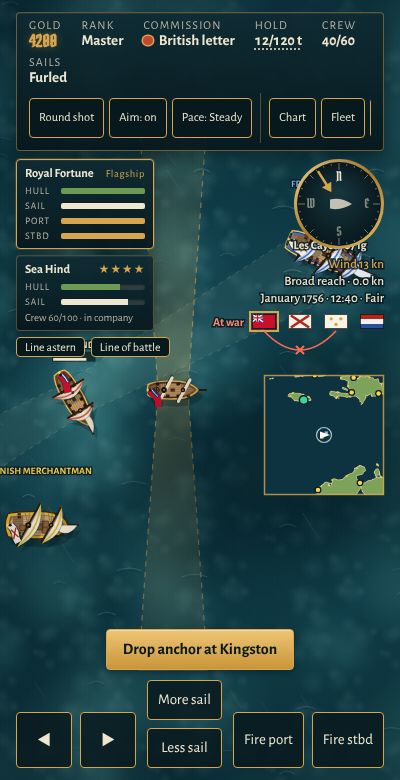 GOLD RANK COMMISSION HOLD CREW
4200 Master British letter 12/120 t 40/60
SAILS
Furled
Round shot Aim: on Pace: Steady Chart Fleet
Royal Fortune Flagship
HULL
SAIL
PORT
STBD
N
W E
S
Sea Hind ★★★★
HULL
SAIL
Crew 60/100 · in company
Line astern Line of battle
Les Cay
Wind 13 kn
Broad reach · 0.0 kn
January 1756 · 12:40 · Fair
At war
NISH MERCHANTMAN
Drop anchor at Kingston
More sail
Less sail
Fire port Fire stbd